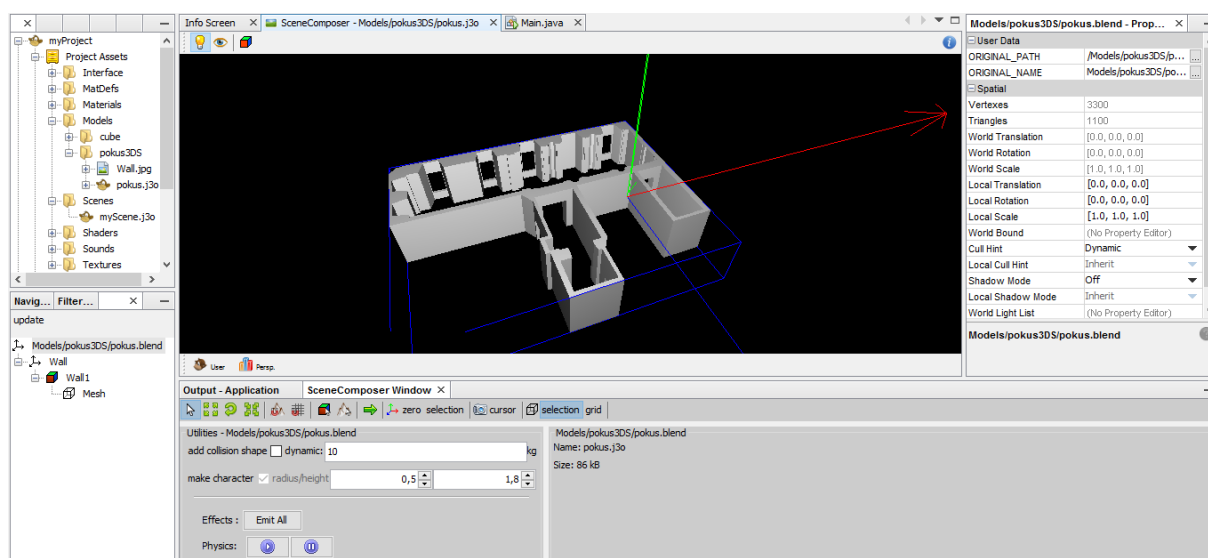 myProject
Project Assets
Interface
MatDefs
Materials
Models
cube
pokus3DS
Wall.jpg
pokus.j3o
Scenes
myScene.j3o
Shaders
Sounds
Textures
Navig... Filter...
update
Models/pokus3DS/pokus.blend
Wall
Wall1
Mesh
Info Screen X SceneComposer - Models/pokus3DS/pokus.j3o X Main.java X
User Persp.
Output - Application SceneComposer Window X
zero selection cursor selection grid
Utilities - Models/pokus3DS/pokus.blend
add collision shape dynamic: 10 kg
make character radius/height 0,5 1,8
Effects : Emit All
Physics:
Models/pokus3DS/pokus.blend
Name: pokus.j3o
Size: 86 kB
Models/pokus3DS/pokus.blend - Prop... X
User Data
ORIGINAL_PATH /Models/pokus3DS/p... ...
ORIGINAL_NAME Models/pokus3DS/po... ...
Spatial
Vertexes 3300
Triangles 1100
World Translation [0.0, 0.0, 0.0]
World Rotation [0.0, 0.0, 0.0]
World Scale [1.0, 1.0, 1.0]
Local Translation [0.0, 0.0, 0.0]
Local Rotation [0.0, 0.0, 0.0]
Local Scale [1.0, 1.0, 1.0]
World Bound (No Property Editor)
Cull Hint Dynamic
Local Cull Hint Inherit
Shadow Mode Off
Local Shadow Mode Inherit
World Light List (No Property Editor)
Models/pokus3DS/pokus.blend